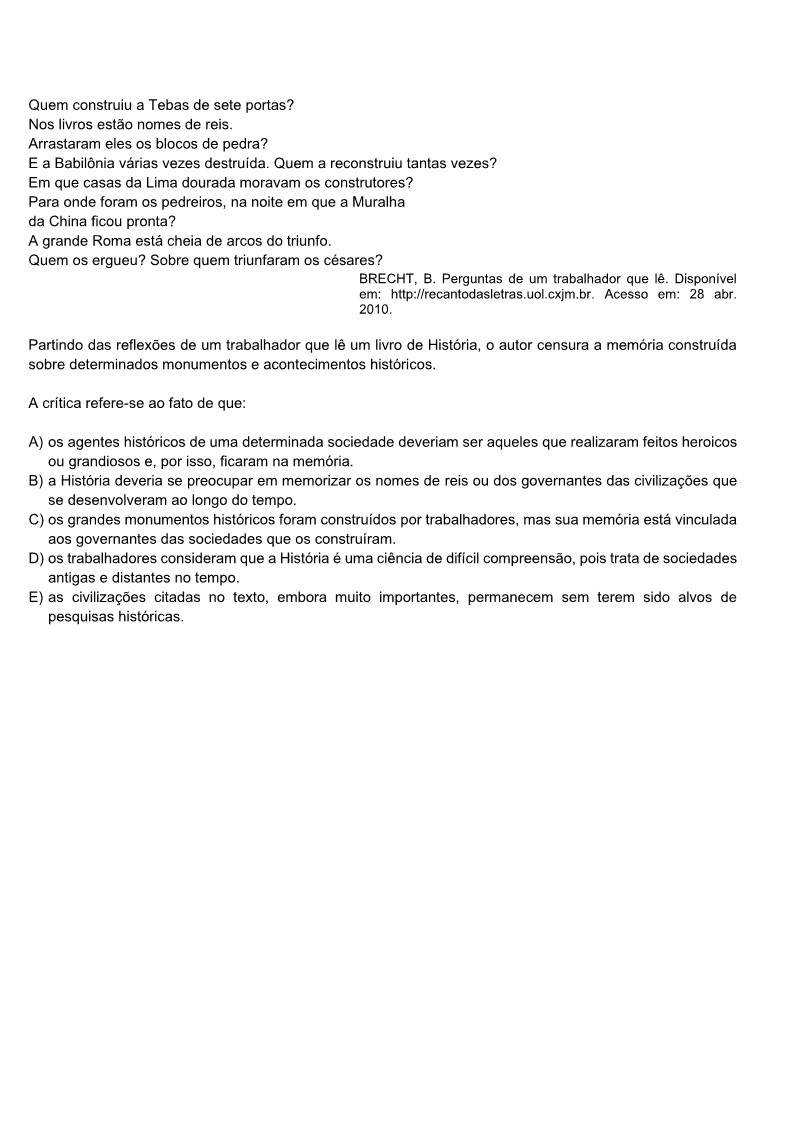 Quem construiu a Tebas de sete portas?
Nos livros estão nomes de reis.
Arrastaram eles os blocos de pedra?
E a Babilônia várias vezes destruída. Quem a reconstruiu tantas vezes?
Em que casas da Lima dourada moravam os construtores?
Para onde foram os pedreiros, na noite em que a Muralha
da China ficou pronta?
A grande Roma está cheia de arcos do triunfo.
Quem os ergueu? Sobre quem triunfaram os césares?
BRECHT, B. Perguntas de um trabalhador que lê. Disponível
em: http://recantodasletras.uol.cxjm.br. Acesso em: 28 abr.
2010.
Partindo das reflexões de um trabalhador que lê um livro de História, o autor censura a memória construída
sobre determinados monumentos e acontecimentos históricos.
A crítica refere-se ao fato de que:
A) os agentes históricos de uma determinada sociedade deveriam ser aqueles que realizaram feitos heroicos
ou grandiosos e, por isso, ficaram na memória.
B) a História deveria se preocupar em memorizar os nomes de reis ou dos governantes das civilizações que
se desenvolveram ao longo do tempo.
C) os grandes monumentos históricos foram construídos por trabalhadores, mas sua memória está vinculada
aos governantes das sociedades que os construíram.
D) os trabalhadores consideram que a História é uma ciência de difícil compreensão, pois trata de sociedades
antigas e distantes no tempo.
E) as civilizações citadas no texto, embora muito importantes, permanecem sem terem sido alvos de
pesquisas históricas.